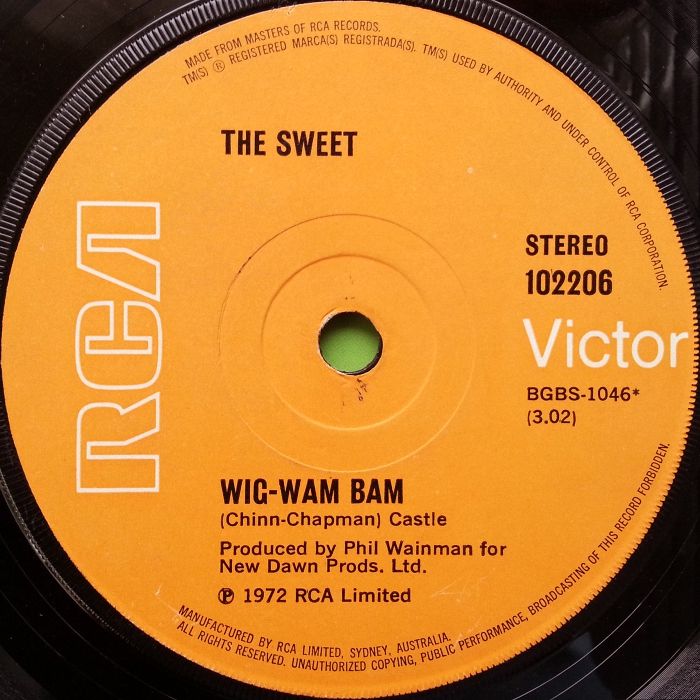 MADE FROM MASTERS OF RCA RECORDS.
TM(S) ® REGISTERED MARCA(S) REGISTRADA(S). TM(S) USED BY AUTHORITY AND UNDER CONTROL OF RCA CORPORATION.
THE SWEET
RCA
STEREO
102206
Victor
BGBS-1046*
(3.02)
WIG-WAM BAM
(Chinn-Chapman) Castle
Produced by Phil Wainman for
New Dawn Prods. Ltd.
℗ 1972 RCA Limited
MANUFACTURED BY RCA LIMITED, SYDNEY, AUSTRALIA.
ALL RIGHTS RESERVED. UNAUTHORIZED COPYING, PUBLIC PERFORMANCE, BROADCASTING OF THIS RECORD FORBIDDEN.